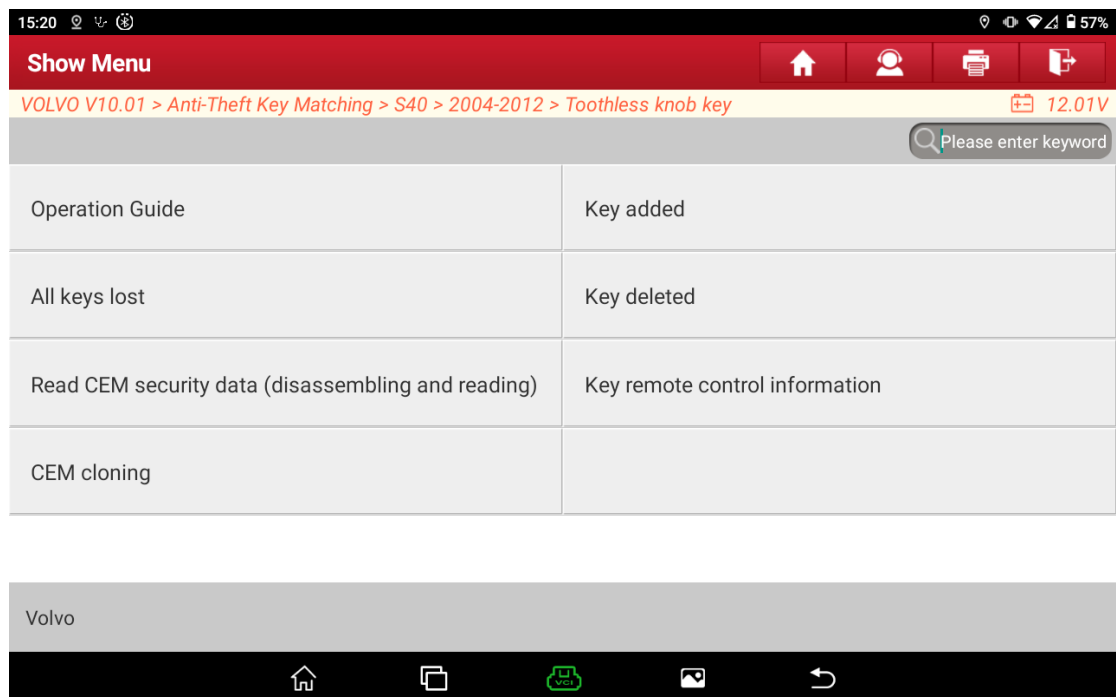 15:20 57%
Show Menu
VOLVO V10.01 > Anti-Theft Key Matching > S40 > 2004-2012 > Toothless knob key 12.01V
Please enter keyword
Operation Guide Key added
All keys lost Key deleted
Read CEM security data (disassembling and reading) Key remote control information
CEM cloning
Volvo
VCI